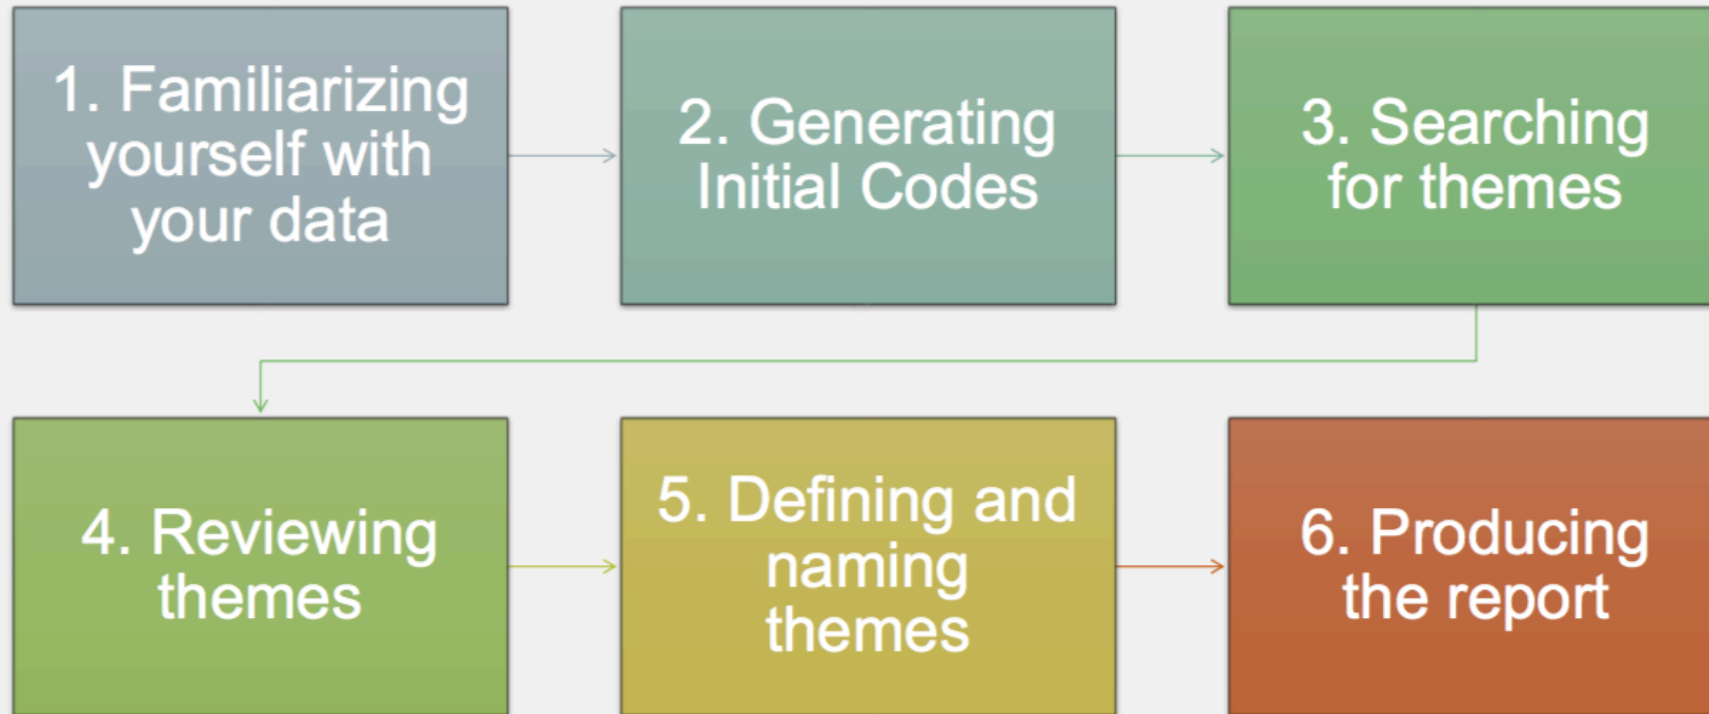 1. Familiarizing
yourself with
your data
2. Generating
Initial Codes
3. Searching
for themes
4. Reviewing
themes
5. Defining and
naming
themes
6. Producing
the report